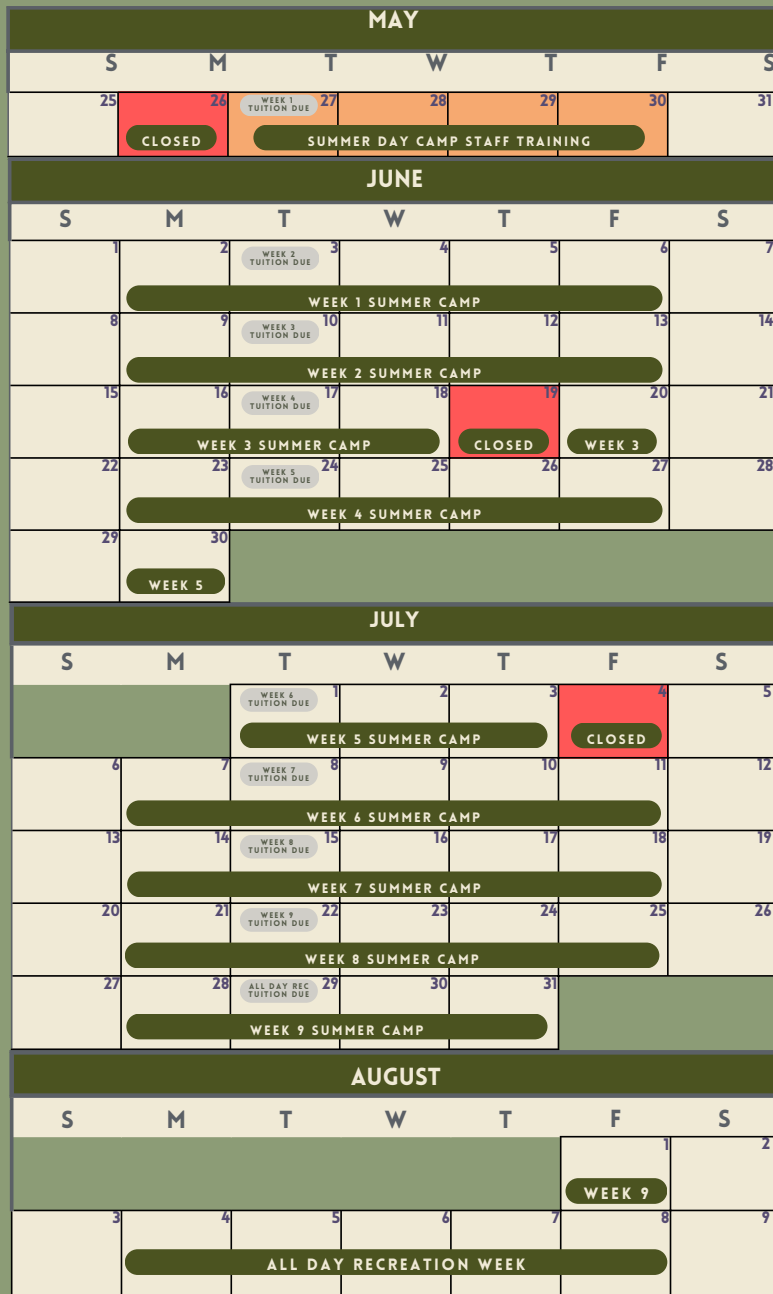 MAY
S M T W T F S
25 26 WEEK 1 27 28 29 30 31
TUITION DUE
CLOSED SUMMER DAY CAMP STAFF TRAINING
JUNE
S M T W T F S
1 2 WEEK 2 3 4 5 6 7
TUITION DUE
WEEK 1 SUMMER CAMP
8 9 WEEK 3 10 11 12 13 14
TUITION DUE
WEEK 2 SUMMER CAMP
15 16 WEEK 4 17 18 19 20 21
TUITION DUE
WEEK 3 SUMMER CAMP CLOSED WEEK 3
22 23 WEEK 5 24 25 26 27 28
TUITION DUE
WEEK 4 SUMMER CAMP
29 30
WEEK 5
JULY
S M T W T F S
WEEK 6 1 2 3 4 5
TUITION DUE
WEEK 5 SUMMER CAMP CLOSED
6 7 WEEK 7 8 9 10 11 12
TUITION DUE
WEEK 6 SUMMER CAMP
13 14 WEEK 8 15 16 17 18 19
TUITION DUE
WEEK 7 SUMMER CAMP
20 21 WEEK 9 22 23 24 25 26
TUITION DUE
WEEK 8 SUMMER CAMP
27 28 ALL DAY REC 29 30 31
TUITION DUE
WEEK 9 SUMMER CAMP
AUGUST
S M T W T F S
1 2
WEEK 9
3 4 5 6 7 8 9
ALL DAY RECREATION WEEK